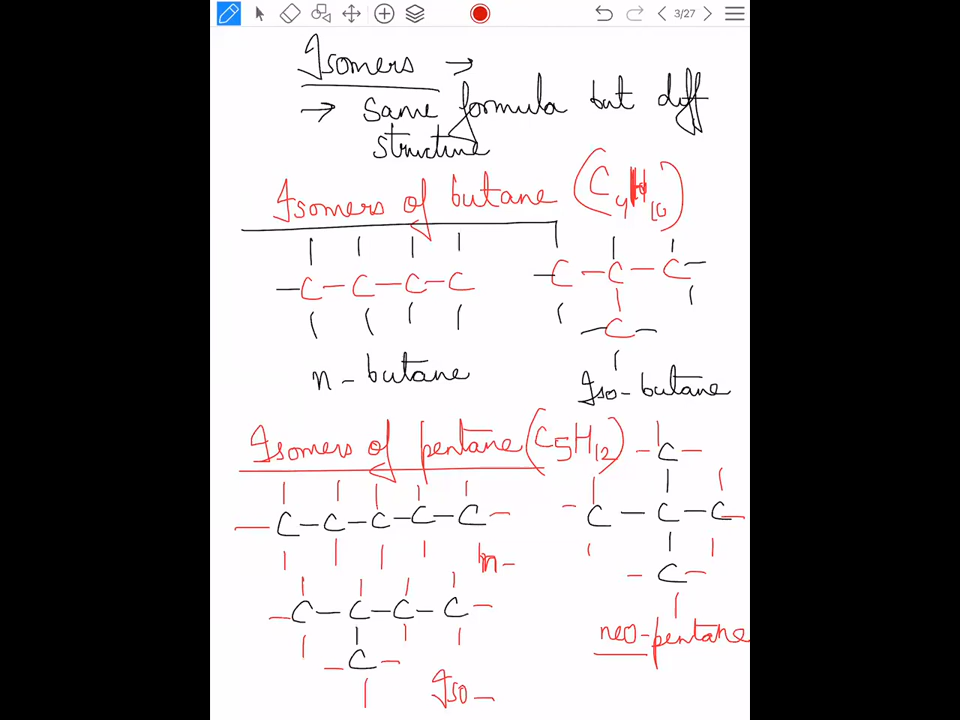 3/27
Isomers →
→ same formula but diff
structure
Isomers of butane (C4H10)
C-C-C-C
C-C-C
C
n-butane
Iso-butane
Isomers of pentane (C5H12)
C
C-C-C-C-C
C-C-C
n-
C
C-C-C-C
C
neo-pentane
Iso-